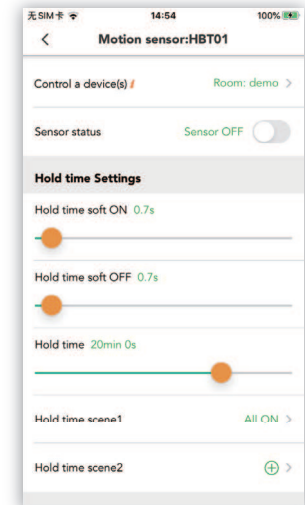 无SIM卡 14:54 100%
Motion sensor:HBT01
Control a device(s) Room: demo
Sensor status Sensor OFF
Hold time Settings
Hold time soft ON 0.7s
Hold time soft OFF 0.7s
Hold time 20min 0s
Hold time scene1 All ON
Hold time scene2